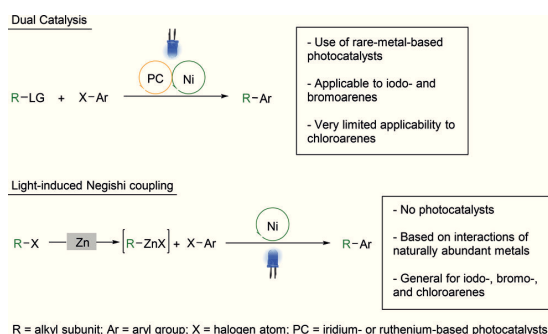 Dual Catalysis
PC Ni
R-LG + X-Ar R-Ar
- Use of rare-metal-based
photocatalysts
- Applicable to iodo- and
bromoarenes
- Very limited applicability to
chloroarenes
Light-induced Negishi coupling
Ni
R-X Zn [R-ZnX] + X-Ar R-Ar
- No photocatalysts
- Based on interactions of
naturally abundant metals
- General for iodo-, bromo-,
and chloroarenes
R = alkyl subunit; Ar = aryl group; X = halogen atom; PC = iridium- or ruthenium-based photocatalysts